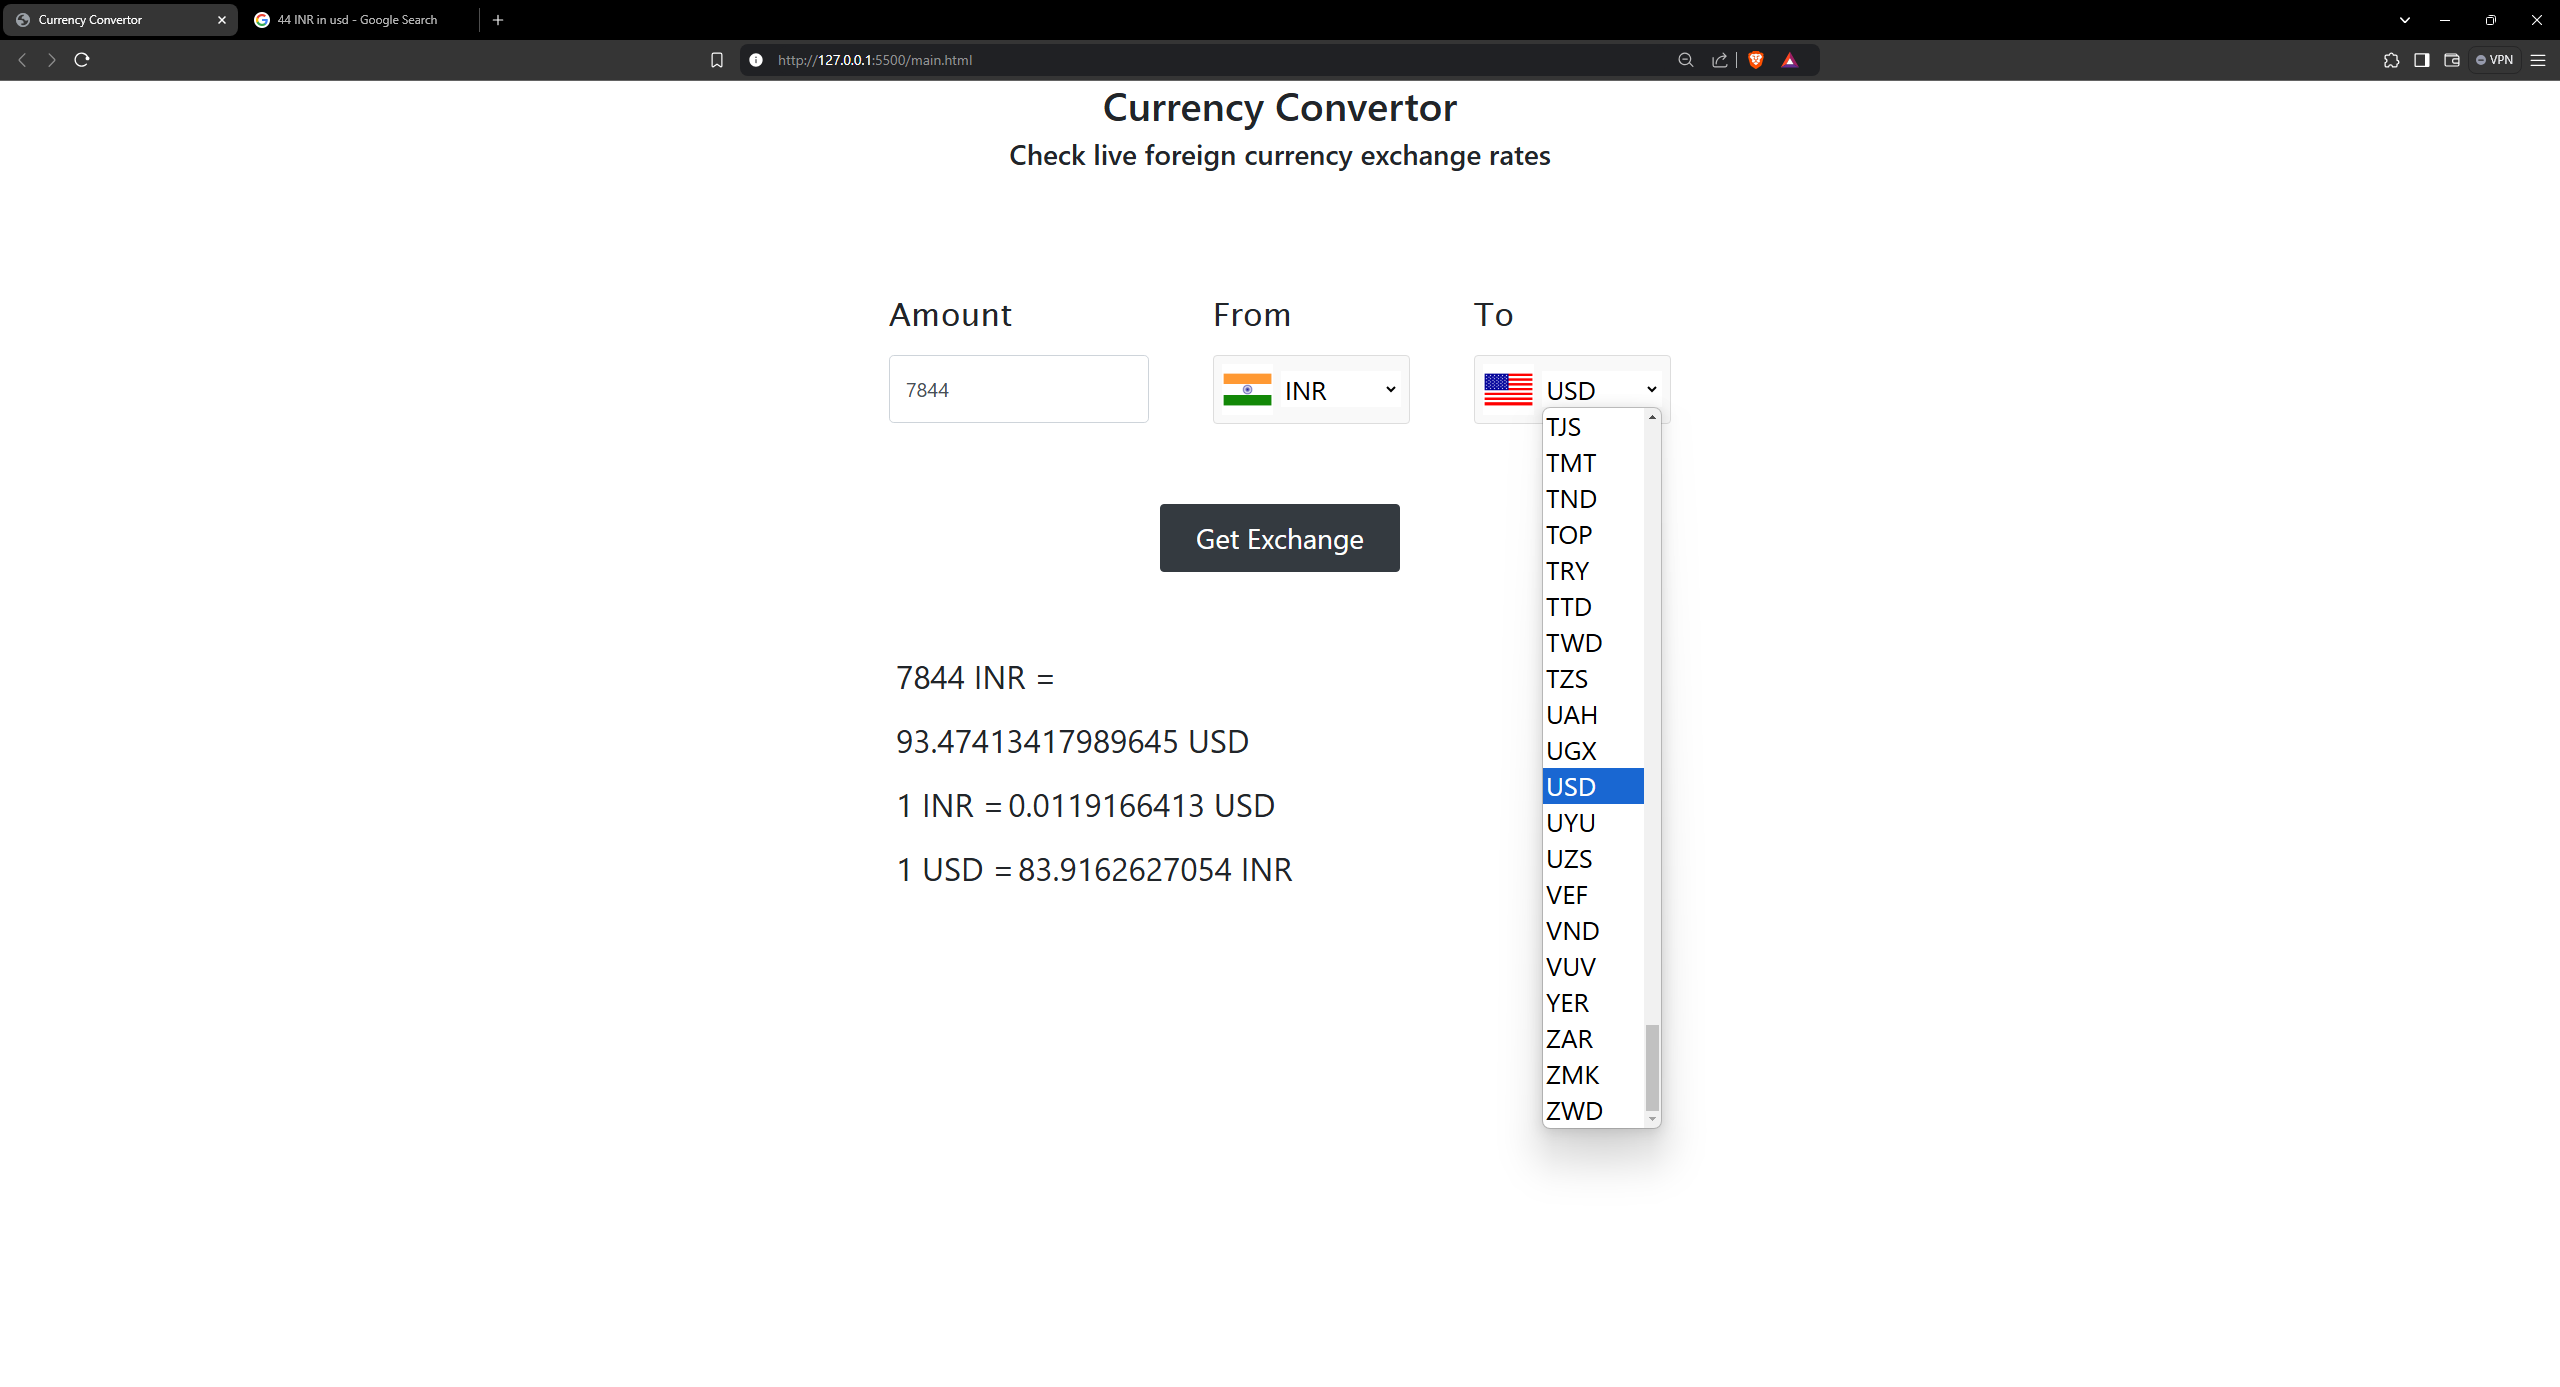 Currency Convertor
44 INR in usd - Google Search
http://127.0.0.1:5500/main.html
VPN
Currency Convertor
Check live foreign currency exchange rates
Amount
From
To
7844
INR
USD
TJS
TMT
TND
TOP
TRY
TTD
TWD
TZS
UAH
UGX
USD
UYU
UZS
VEF
VND
VUV
YER
ZAR
ZMK
ZWD
Get Exchange
7844 INR =
93.47413417989645 USD
1 INR =0.0119166413 USD
1 USD =83.9162627054 INR